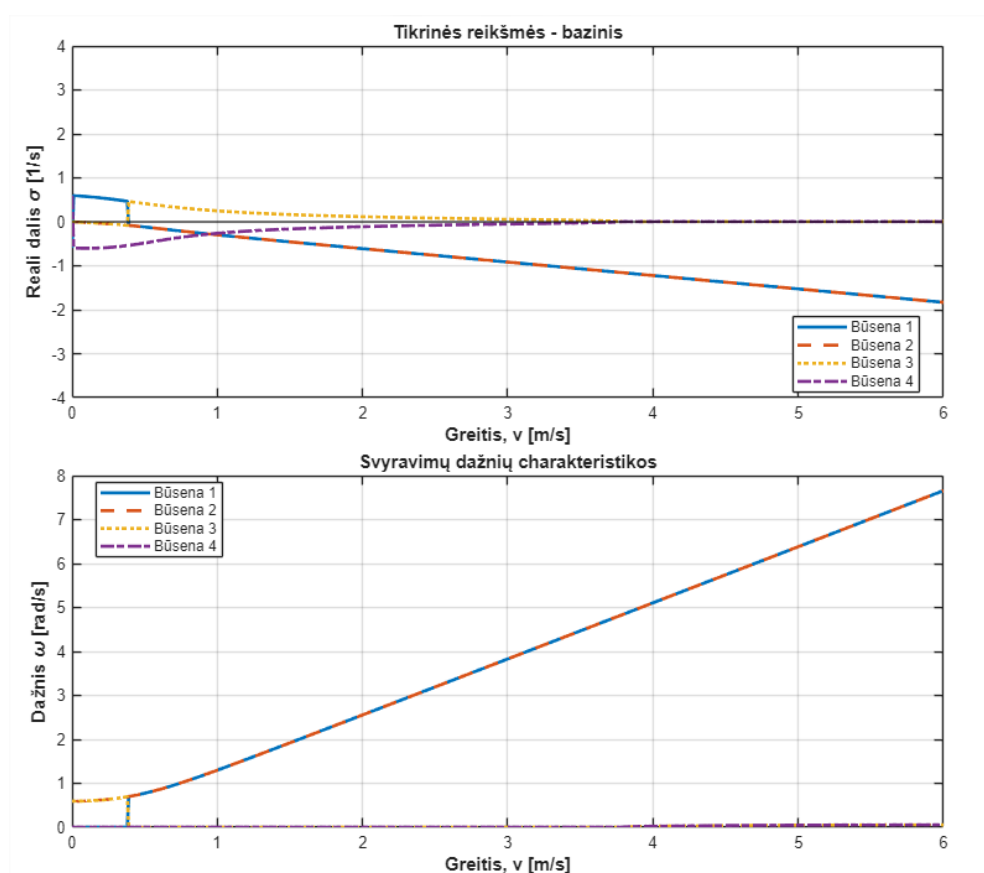 Tikrinės reikšmės - bazinis
4
3
2
1
0
-1
-2
-3
-4
Reali dalis σ [1/s]
Būsena 1
Būsena 2
Būsena 3
Būsena 4
0 1 2 3 4 5 6
Greitis, v [m/s]
Svyravimų dažnių charakteristikos
8
7
6
5
4
3
2
1
0
Dažnis ω [rad/s]
Būsena 1
Būsena 2
Būsena 3
Būsena 4
0 1 2 3 4 5 6
Greitis, v [m/s]